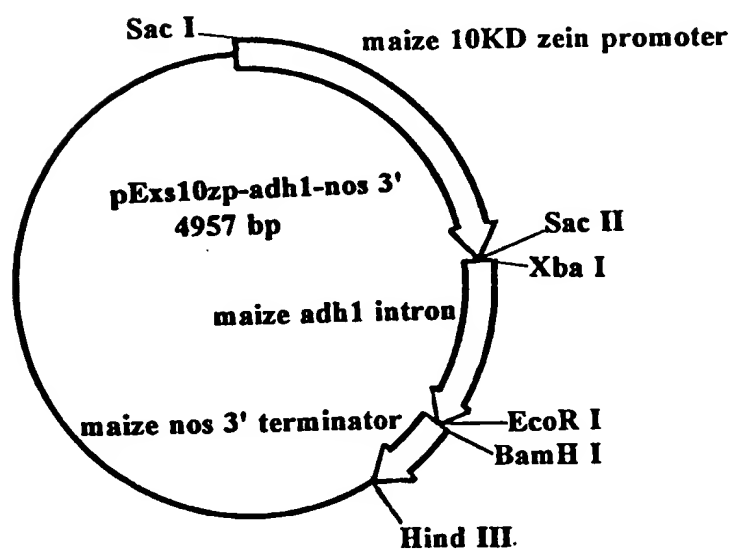 Sac I
maize 10KD zein promoter
pExs10zp-adh1-nos 3'
4957 bp
Sac II
Xba I
maize adh1 intron
maize nos 3' terminator
EcoR I
BamH I
Hind III.